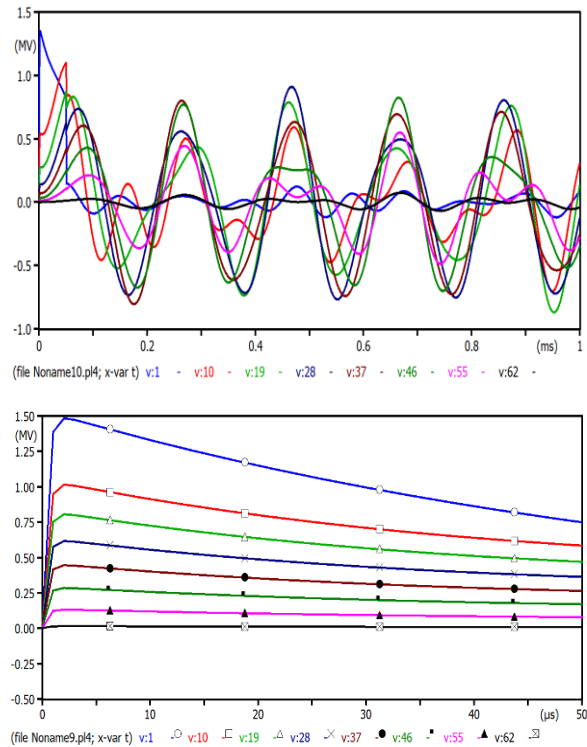 1.5
(MV)
1.0
0.5
0.0
-0.5
-1.0
0 0.2 0.4 0.6 0.8 (ms) 1
(file Noname10.pl4; x-var t) v:1 - v:10 - v:19 - v:28 - v:37 - v:46 - v:55 - v:62 -
1.50
(MV)
1.25
1.00
0.75
0.50
0.25
0.00
-0.25
-0.50
0 10 20 30 40 (µs) 50
(file Noname9.pl4; x-var t) v:1 - v:10 - v:19 - v:28 - v:37 - v:46 - v:55 - v:62 -